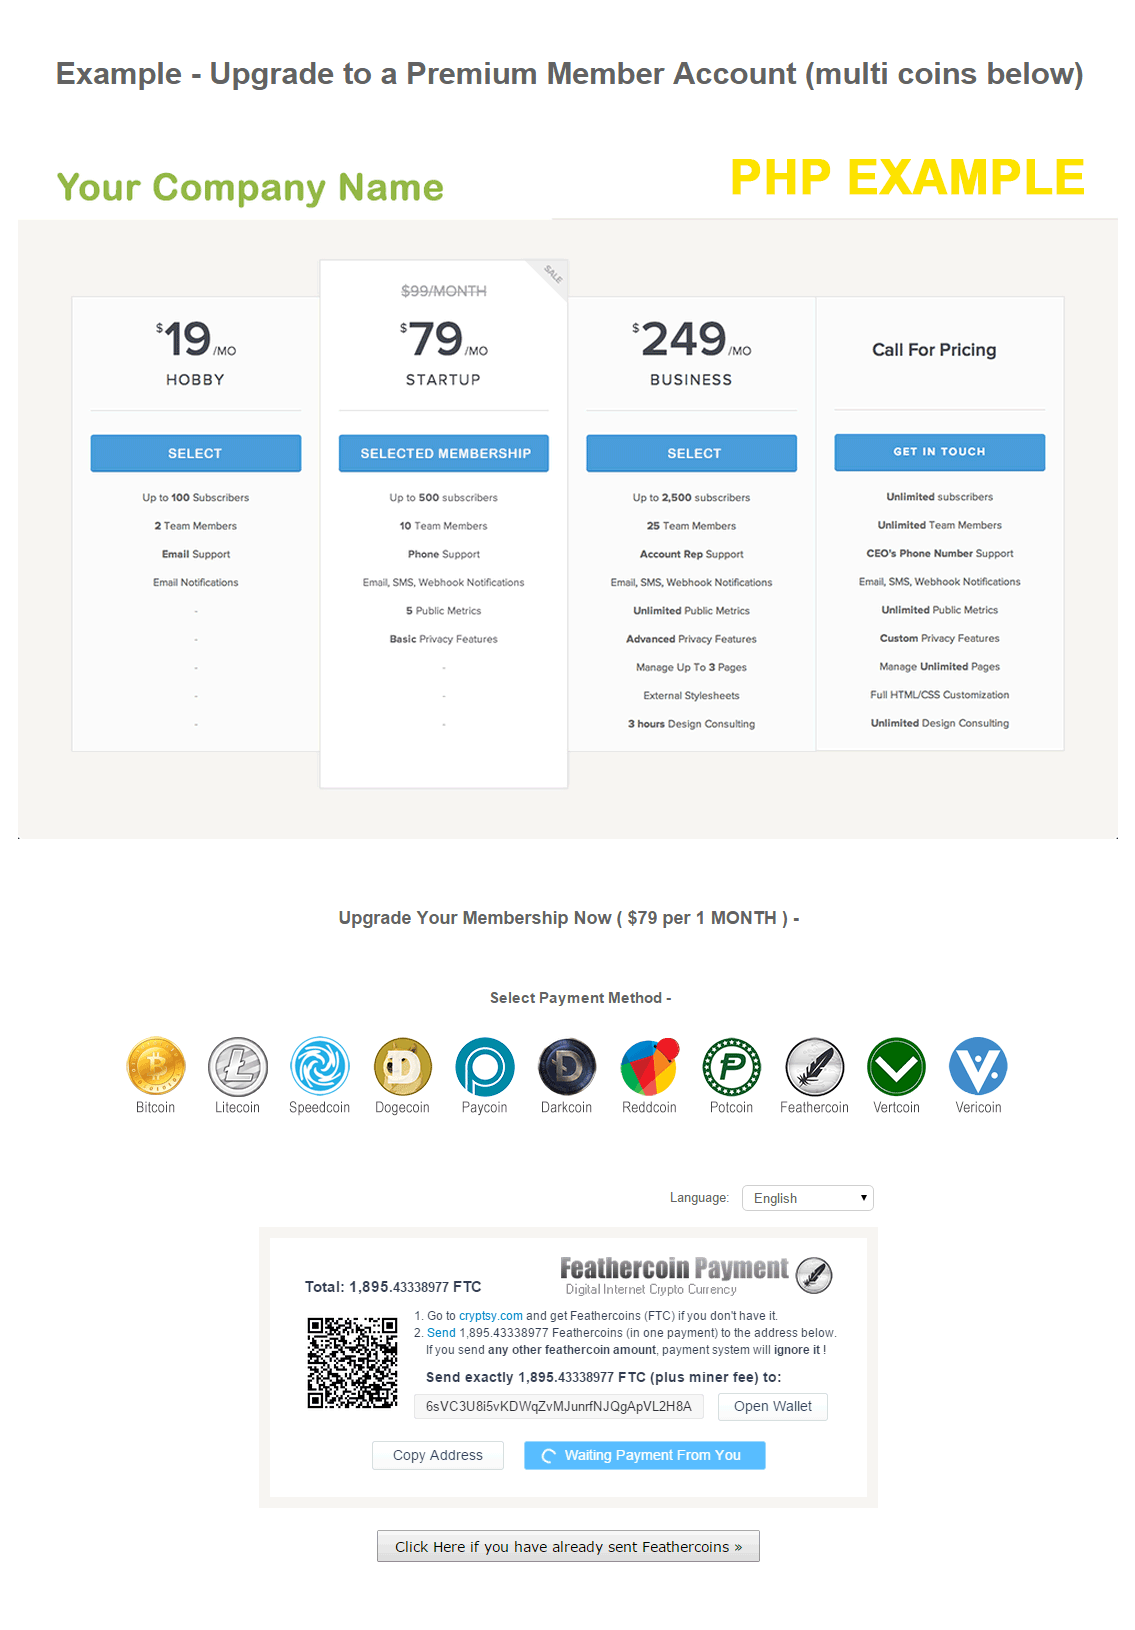 Example - Upgrade to a Premium Member Account (multi coins below)
Your Company Name
PHP EXAMPLE
$19/MO
HOBBY
SELECT
Up to 100 Subscribers
2 Team Members
Email Support
Email Notifications
-
-
-
-
-
SALE
$99/MONTH
$79/MO
STARTUP
SELECTED MEMBERSHIP
Up to 500 subscribers
10 Team Members
Phone Support
Email, SMS, Webhook Notifications
5 Public Metrics
Basic Privacy Features
-
-
-
$249/MO
BUSINESS
SELECT
Up to 2,500 subscribers
25 Team Members
Account Rep Support
Email, SMS, Webhook Notifications
Unlimited Public Metrics
Advanced Privacy Features
Manage Up To 3 Pages
External Stylesheets
3 hours Design Consulting
Call For Pricing
GET IN TOUCH
Unlimited subscribers
Unlimited Team Members
CEO's Phone Number Support
Email, SMS, Webhook Notifications
Unlimited Public Metrics
Custom Privacy Features
Manage Unlimited Pages
Full HTML/CSS Customization
Unlimited Design Consulting
Upgrade Your Membership Now ( $79 per 1 MONTH ) -
Select Payment Method -
Bitcoin Litecoin Speedcoin Dogecoin Paycoin Darkcoin Reddcoin Potcoin Feathercoin Vertcoin Vericoin
Language: English
Feathercoin Payment
Digital Internet Crypto Currency
Total: 1,895.43338977 FTC
1. Go to cryptsy.com and get Feathercoins (FTC) if you don't have it.
2. Send 1,895.43338977 Feathercoins (in one payment) to the address below.
If you send any other feathercoin amount, payment system will ignore it !
Send exactly 1,895.43338977 FTC (plus miner fee) to:
6sVC3U8i5vKDWqZvMJunrfNJQgApVL2H8A
Open Wallet
Copy Address
Waiting Payment From You
Click Here if you have already sent Feathercoins »